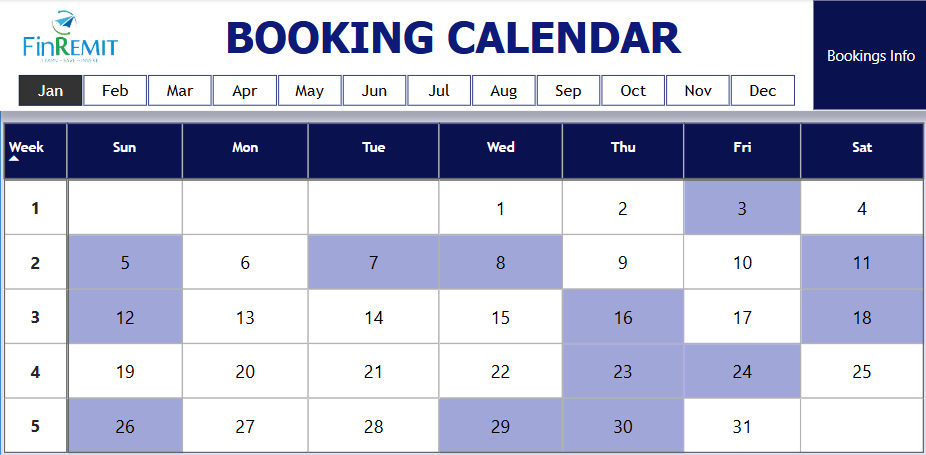 FinRemit
BOOKING CALENDAR
Bookings Info
Jan Feb Mar Apr May Jun Jul Aug Sep Oct Nov Dec
Week Sun Mon Tue Wed Thu Fri Sat
1 1 2 3 4
2 5 6 7 8 9 10 11
3 12 13 14 15 16 17 18
4 19 20 21 22 23 24 25
5 26 27 28 29 30 31